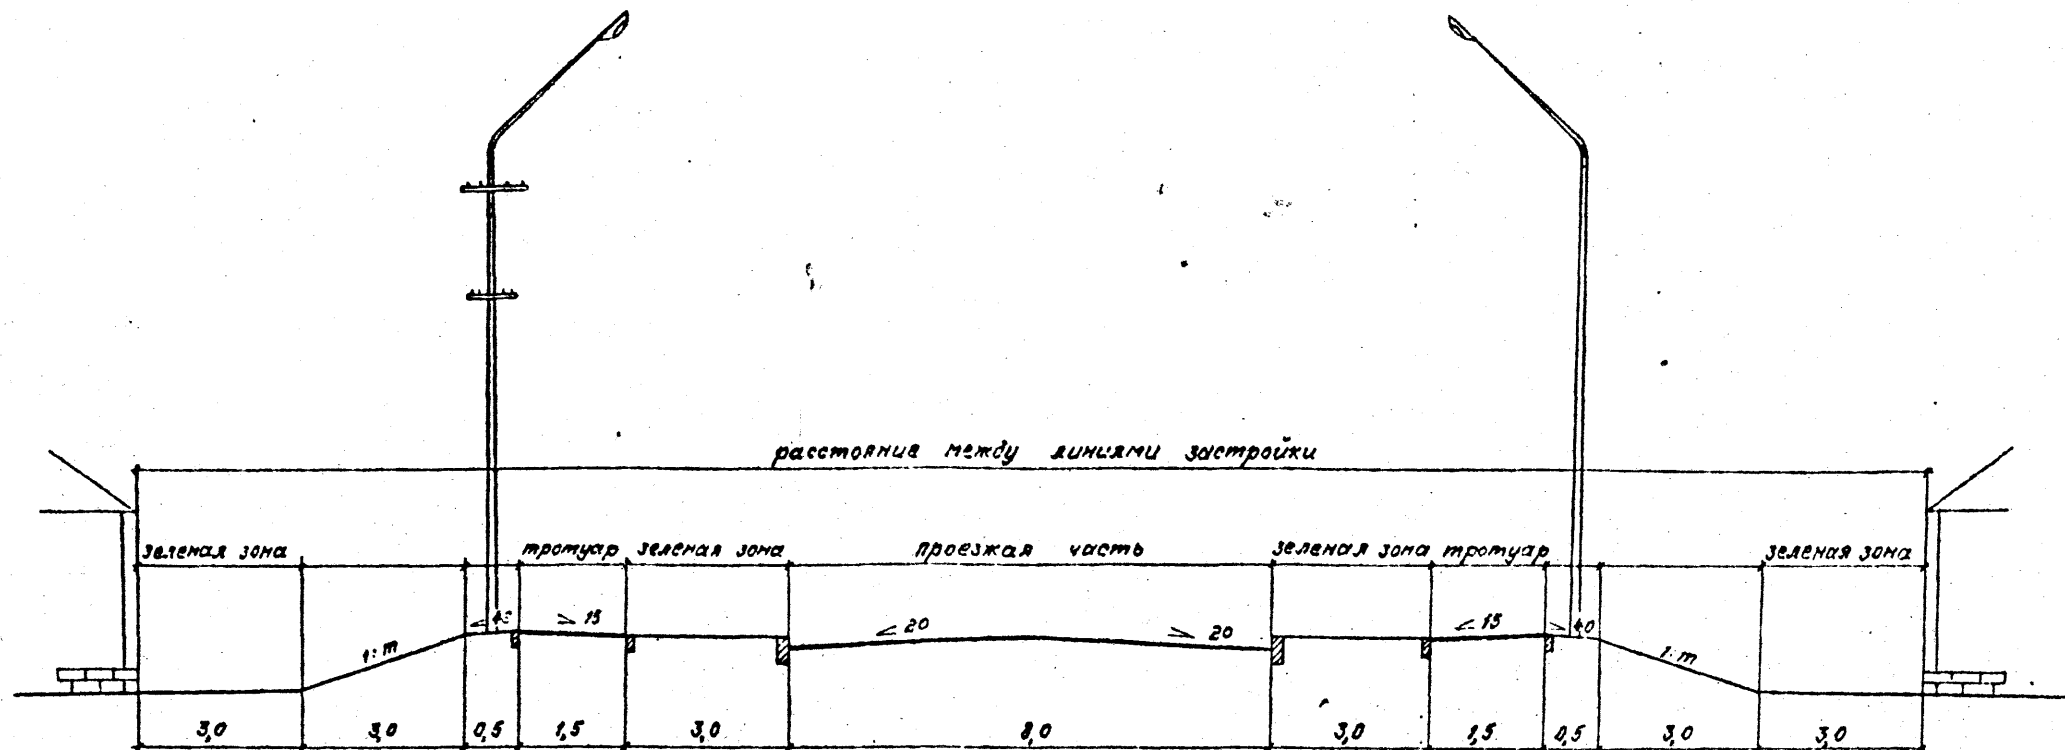 расстояние между линиями застройки
зеленая зона тротуар зеленая зона проезжая часть зеленая зона тротуар зеленая зона
40 15 20 20 15 40
1:m 1:m
3,0 3,0 0,5 1,5 3,0 8,0 3,0 1,5 0,5 3,0 3,0